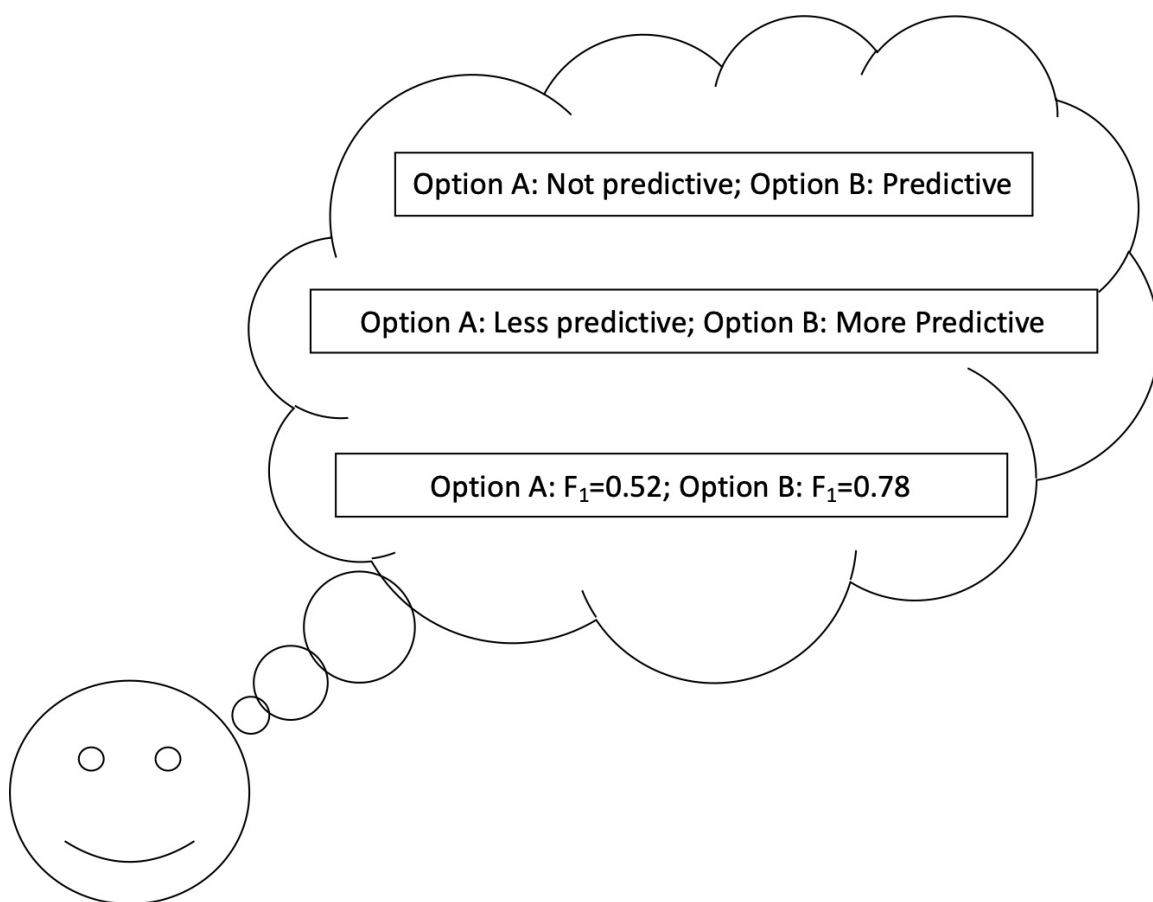 Option A: Not predictive; Option B: Predictive
Option A: Less predictive; Option B: More Predictive
Option A: F₁=0.52; Option B: F₁=0.78